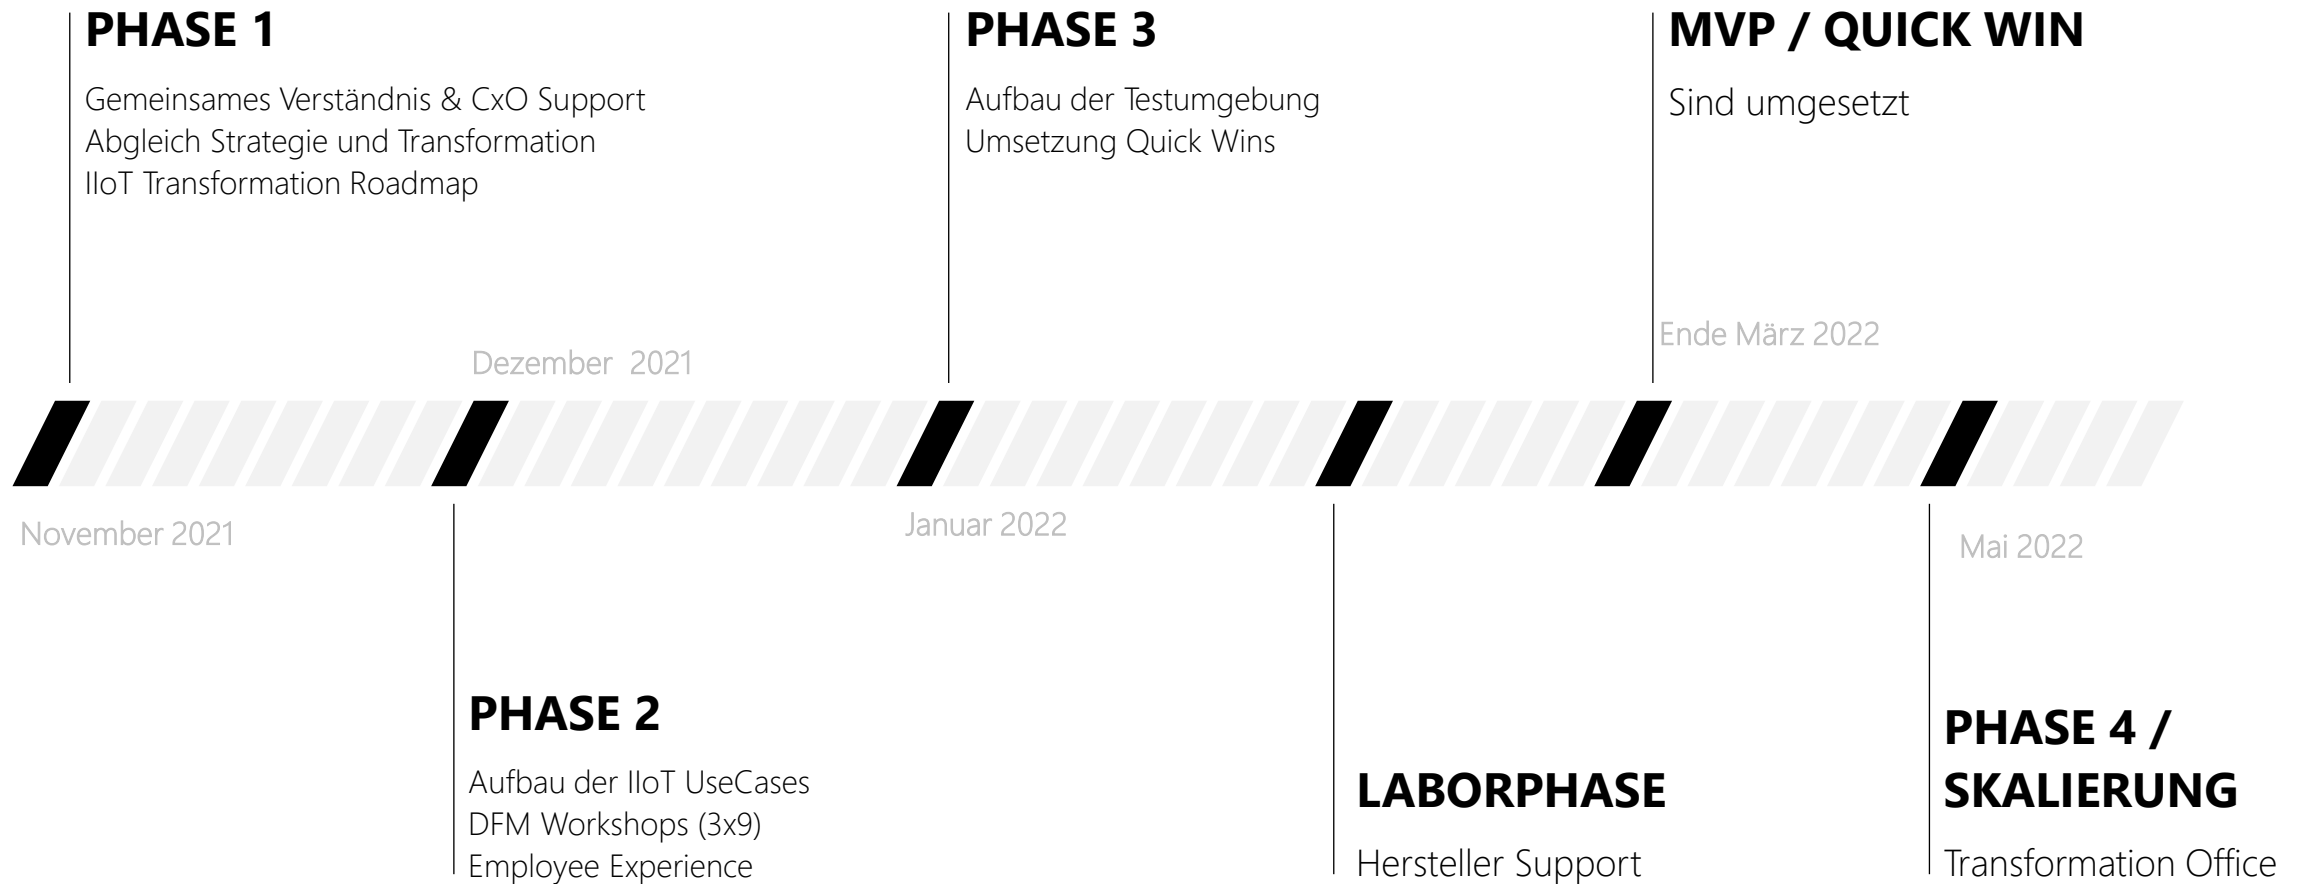 PHASE 1
Gemeinsames Verständnis & CxO Support
Abgleich Strategie und Transformation
IIoT Transformation Roadmap
PHASE 3
Aufbau der Testumgebung
Umsetzung Quick Wins
MVP / QUICK WIN
Sind umgesetzt
Dezember 2021
Ende März 2022
November 2021
Januar 2022
Mai 2022
PHASE 2
Aufbau der IIoT UseCases
DFM Workshops (3x9)
Employee Experience
LABORPHASE
Hersteller Support
PHASE 4 /
SKALIERUNG
Transformation Office